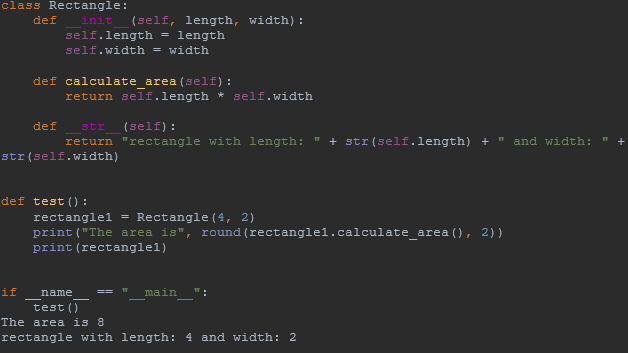 class Rectangle:
    def __init__(self, length, width):
        self.length = length
        self.width = width

    def calculate_area(self):
        return self.length * self.width

    def __str__(self):
        return "rectangle with length: " + str(self.length) + " and width: " +
str(self.width)


def test():
    rectangle1 = Rectangle(4, 2)
    print("The area is", round(rectangle1.calculate_area(), 2))
    print(rectangle1)


if __name__ == "__main__":
    test()
The area is 8
rectangle with length: 4 and width: 2